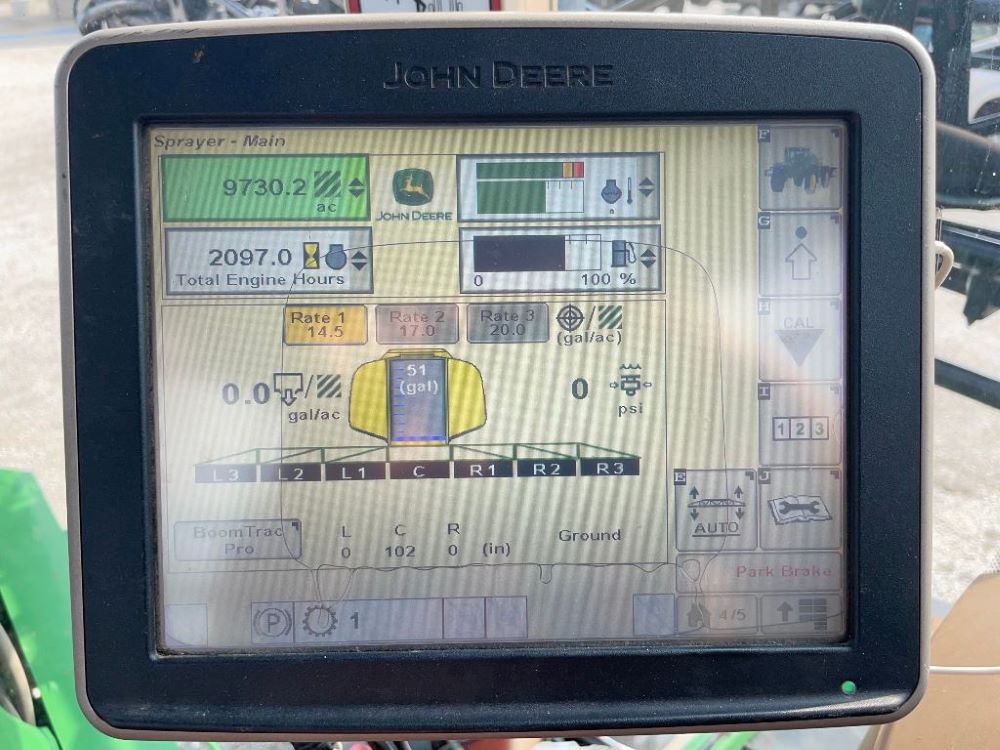 JOHN DEERE
Sprayer - Main
9730.2
ac
JOHN DEERE
2097.0
Total Engine Hours
0 100 %
Rate 1
14.5
Rate 2
17.0
Rate 3
20.0
(gal/ac)
51
(gal)
0.0
gal/ac
0
psi
L3 L2 L1 C R1 R2 R3
BoomTrac
Pro
L C R
0 102 0 (in)
Ground
F
G
H
CAL
I
1 2 3
E
AUTO
J
Park Brake
P
1
4/5